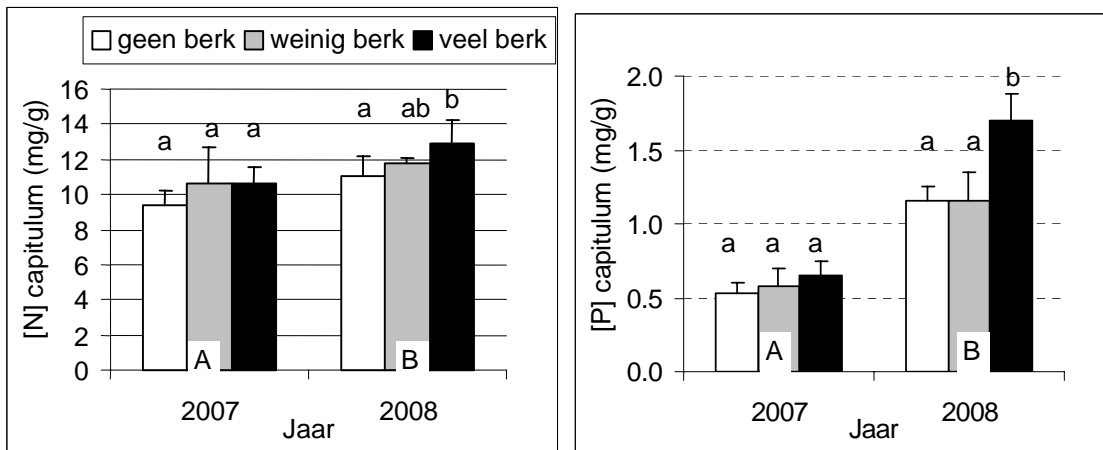 geen berk weinig berk veel berk
[N] capitulum (mg/g)
16
14
12
10
8
6
4
2
0
a a a
a ab b
A B
2007 2008
Jaar
[P] capitulum (mg/g)
2.0
1.5
1.0
0.5
0.0
a a a
a a b
A B
2007 2008
Jaar